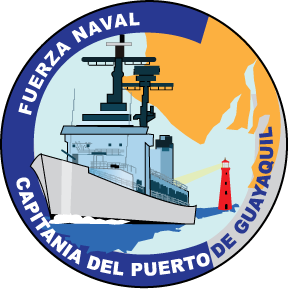 FUERZA NAVAL
CAPITANIA DEL PUERTO DE GUAYAQUIL